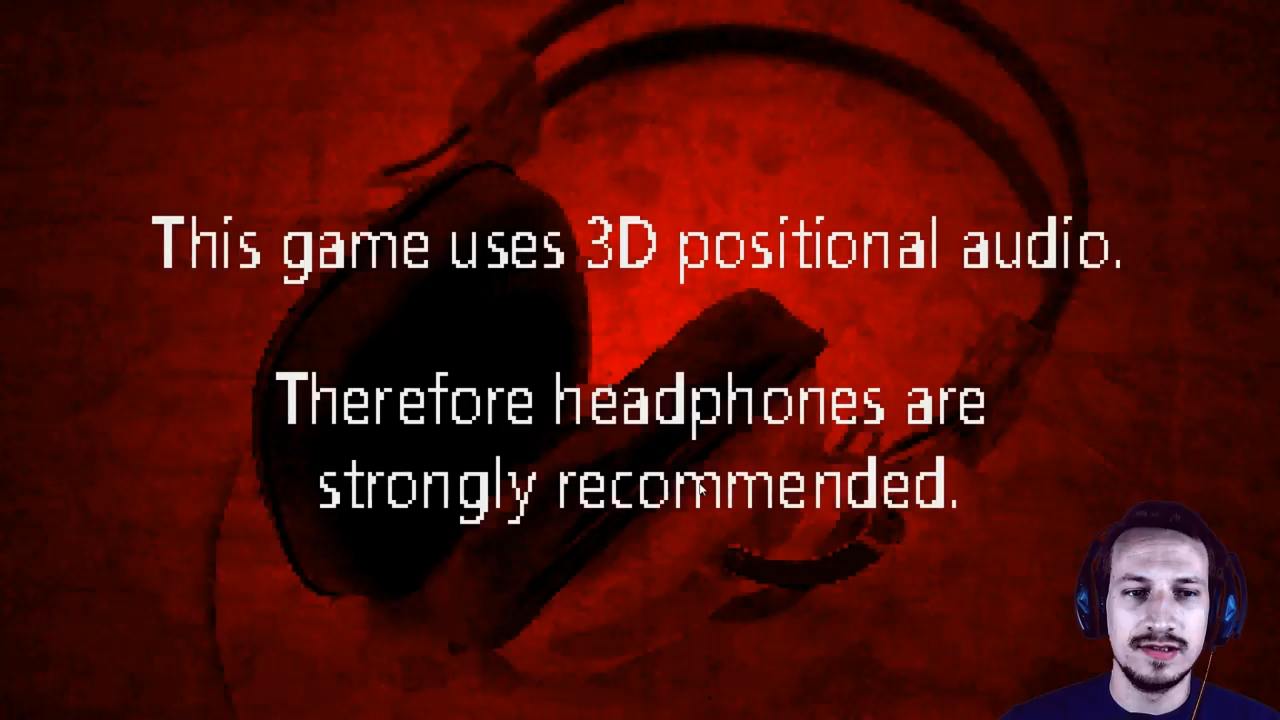 This game uses 3D positional audio.
Therefore headphones are
strongly recommended.